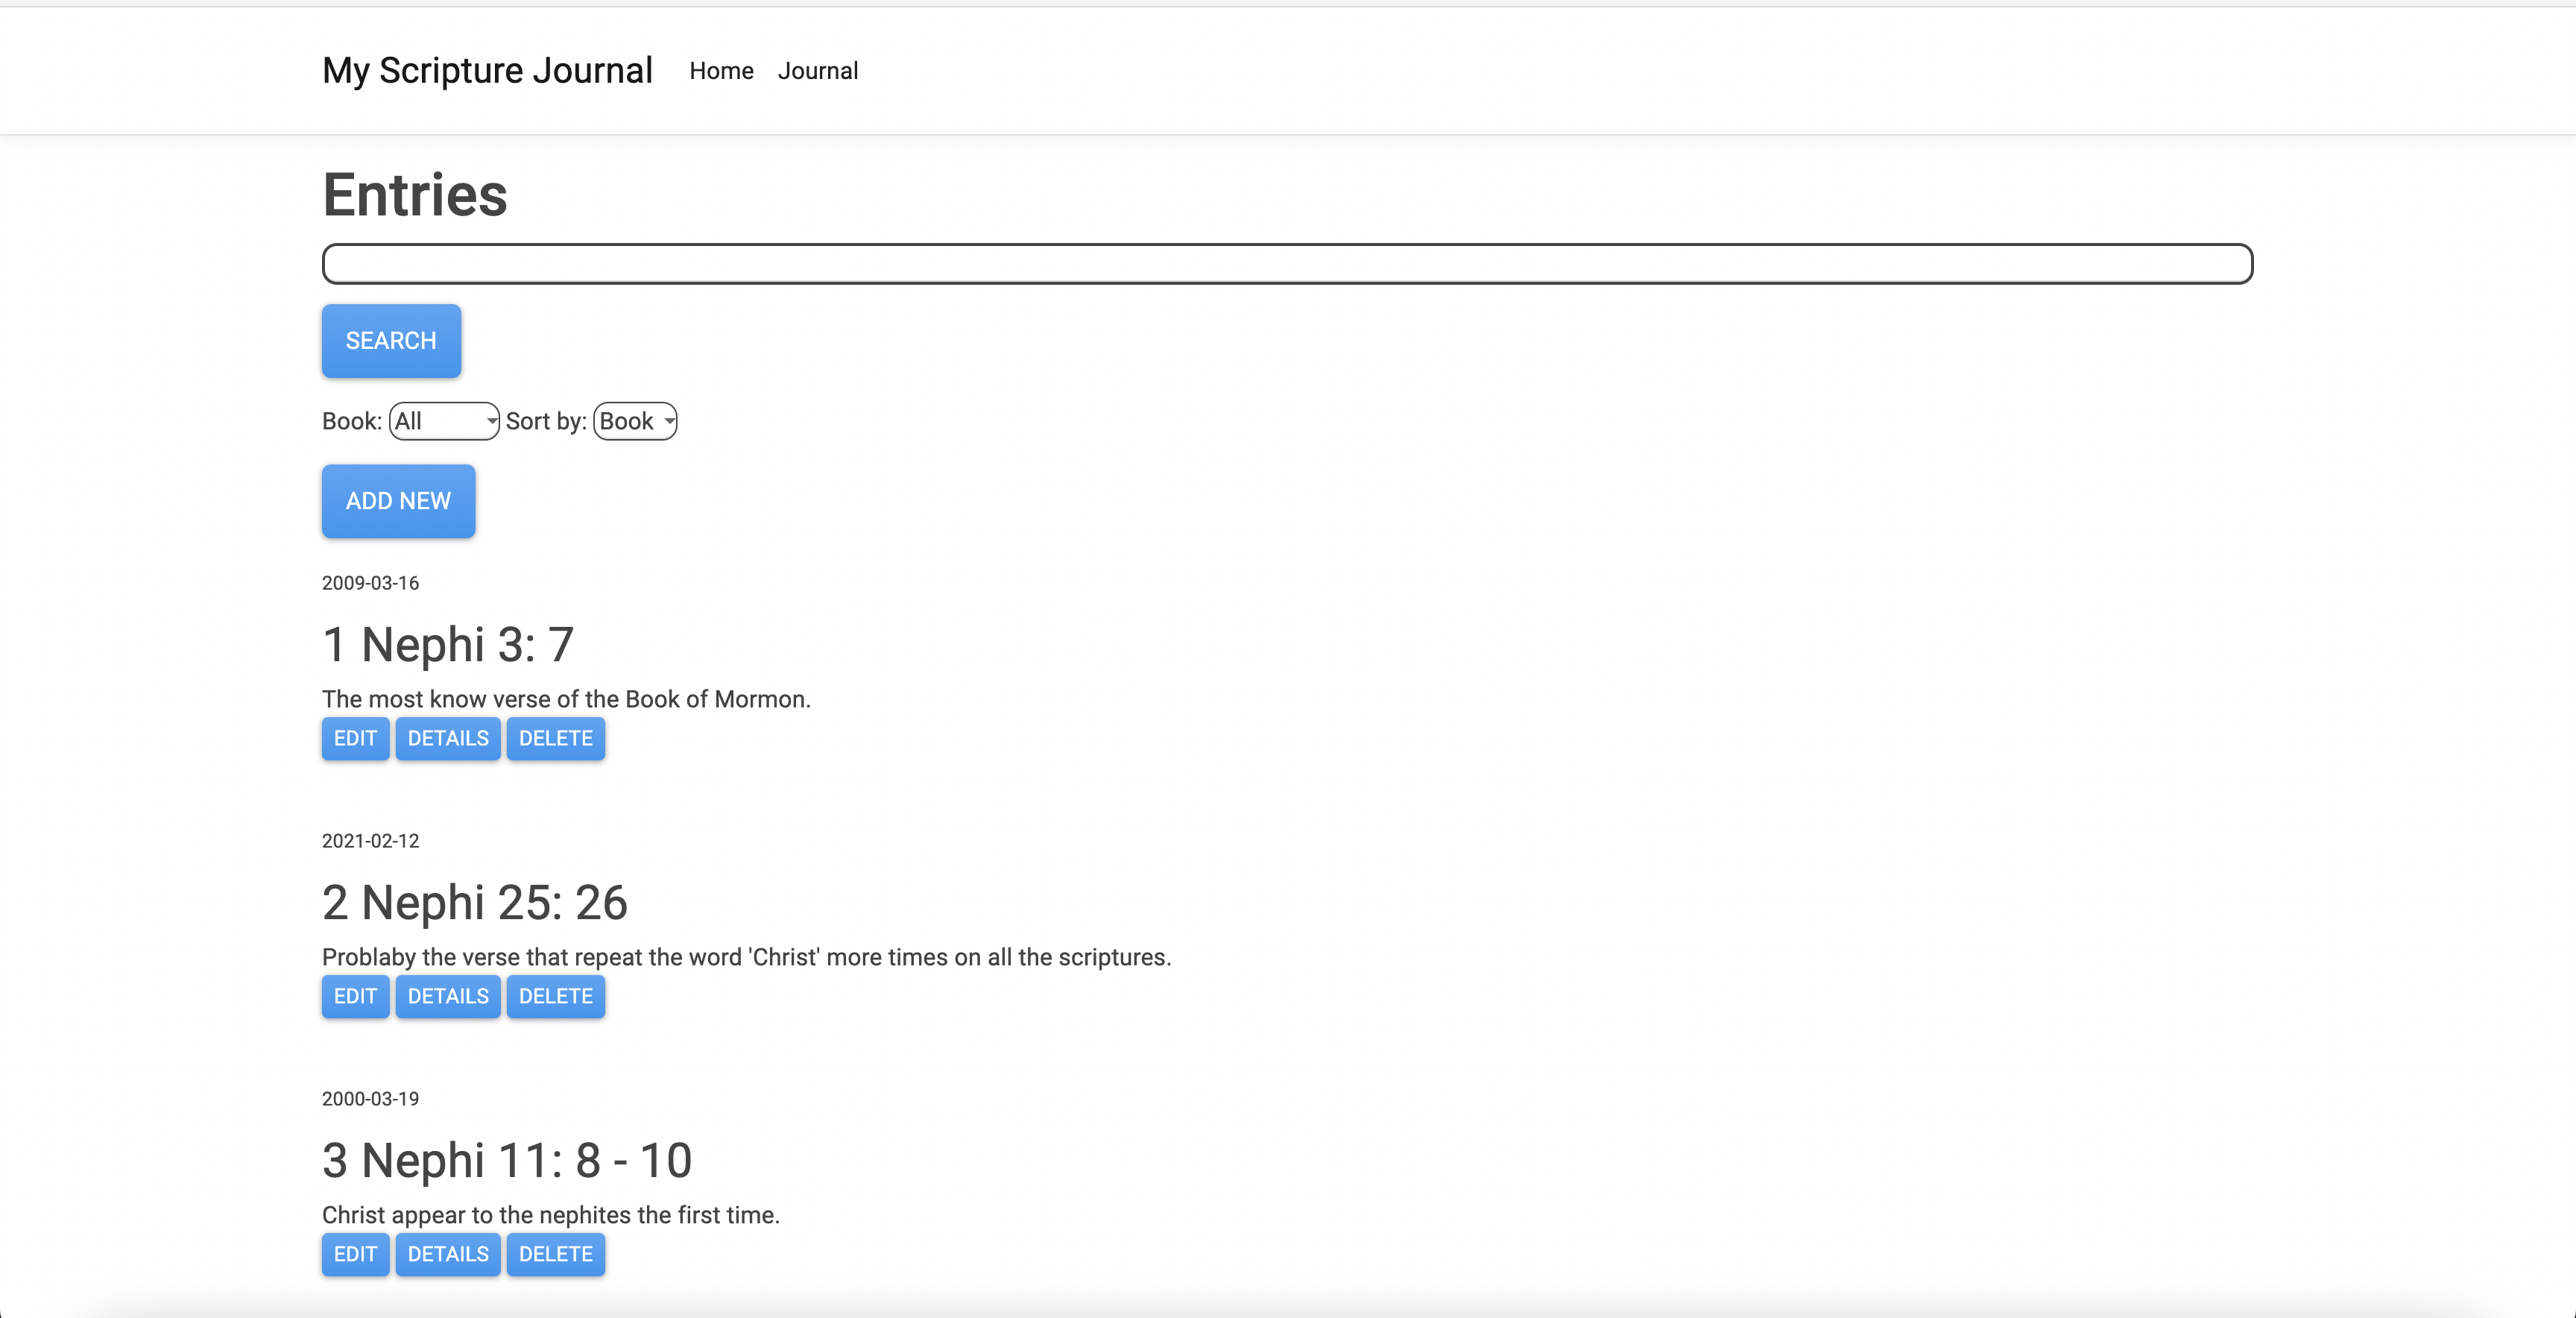 My Scripture Journal Home Journal
Entries
SEARCH
Book: All Sort by: Book
ADD NEW
2009-03-16
1 Nephi 3: 7
The most know verse of the Book of Mormon.
EDIT DETAILS DELETE
2021-02-12
2 Nephi 25: 26
Problaby the verse that repeat the word 'Christ' more times on all the scriptures.
EDIT DETAILS DELETE
2000-03-19
3 Nephi 11: 8 - 10
Christ appear to the nephites the first time.
EDIT DETAILS DELETE